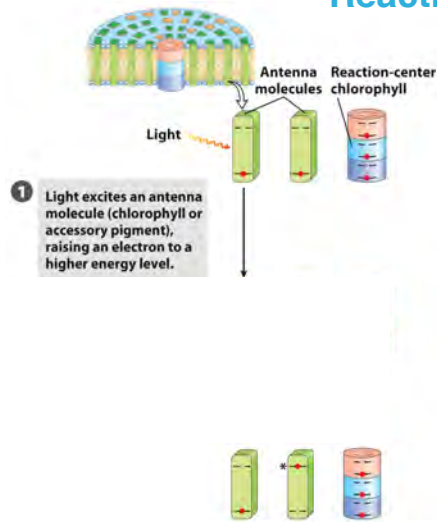 Antenna Reaction-center
molecules chlorophyll
Light
1 Light excites an antenna
molecule (chlorophyll or
accessory pigment),
raising an electron to a
higher energy level.
*